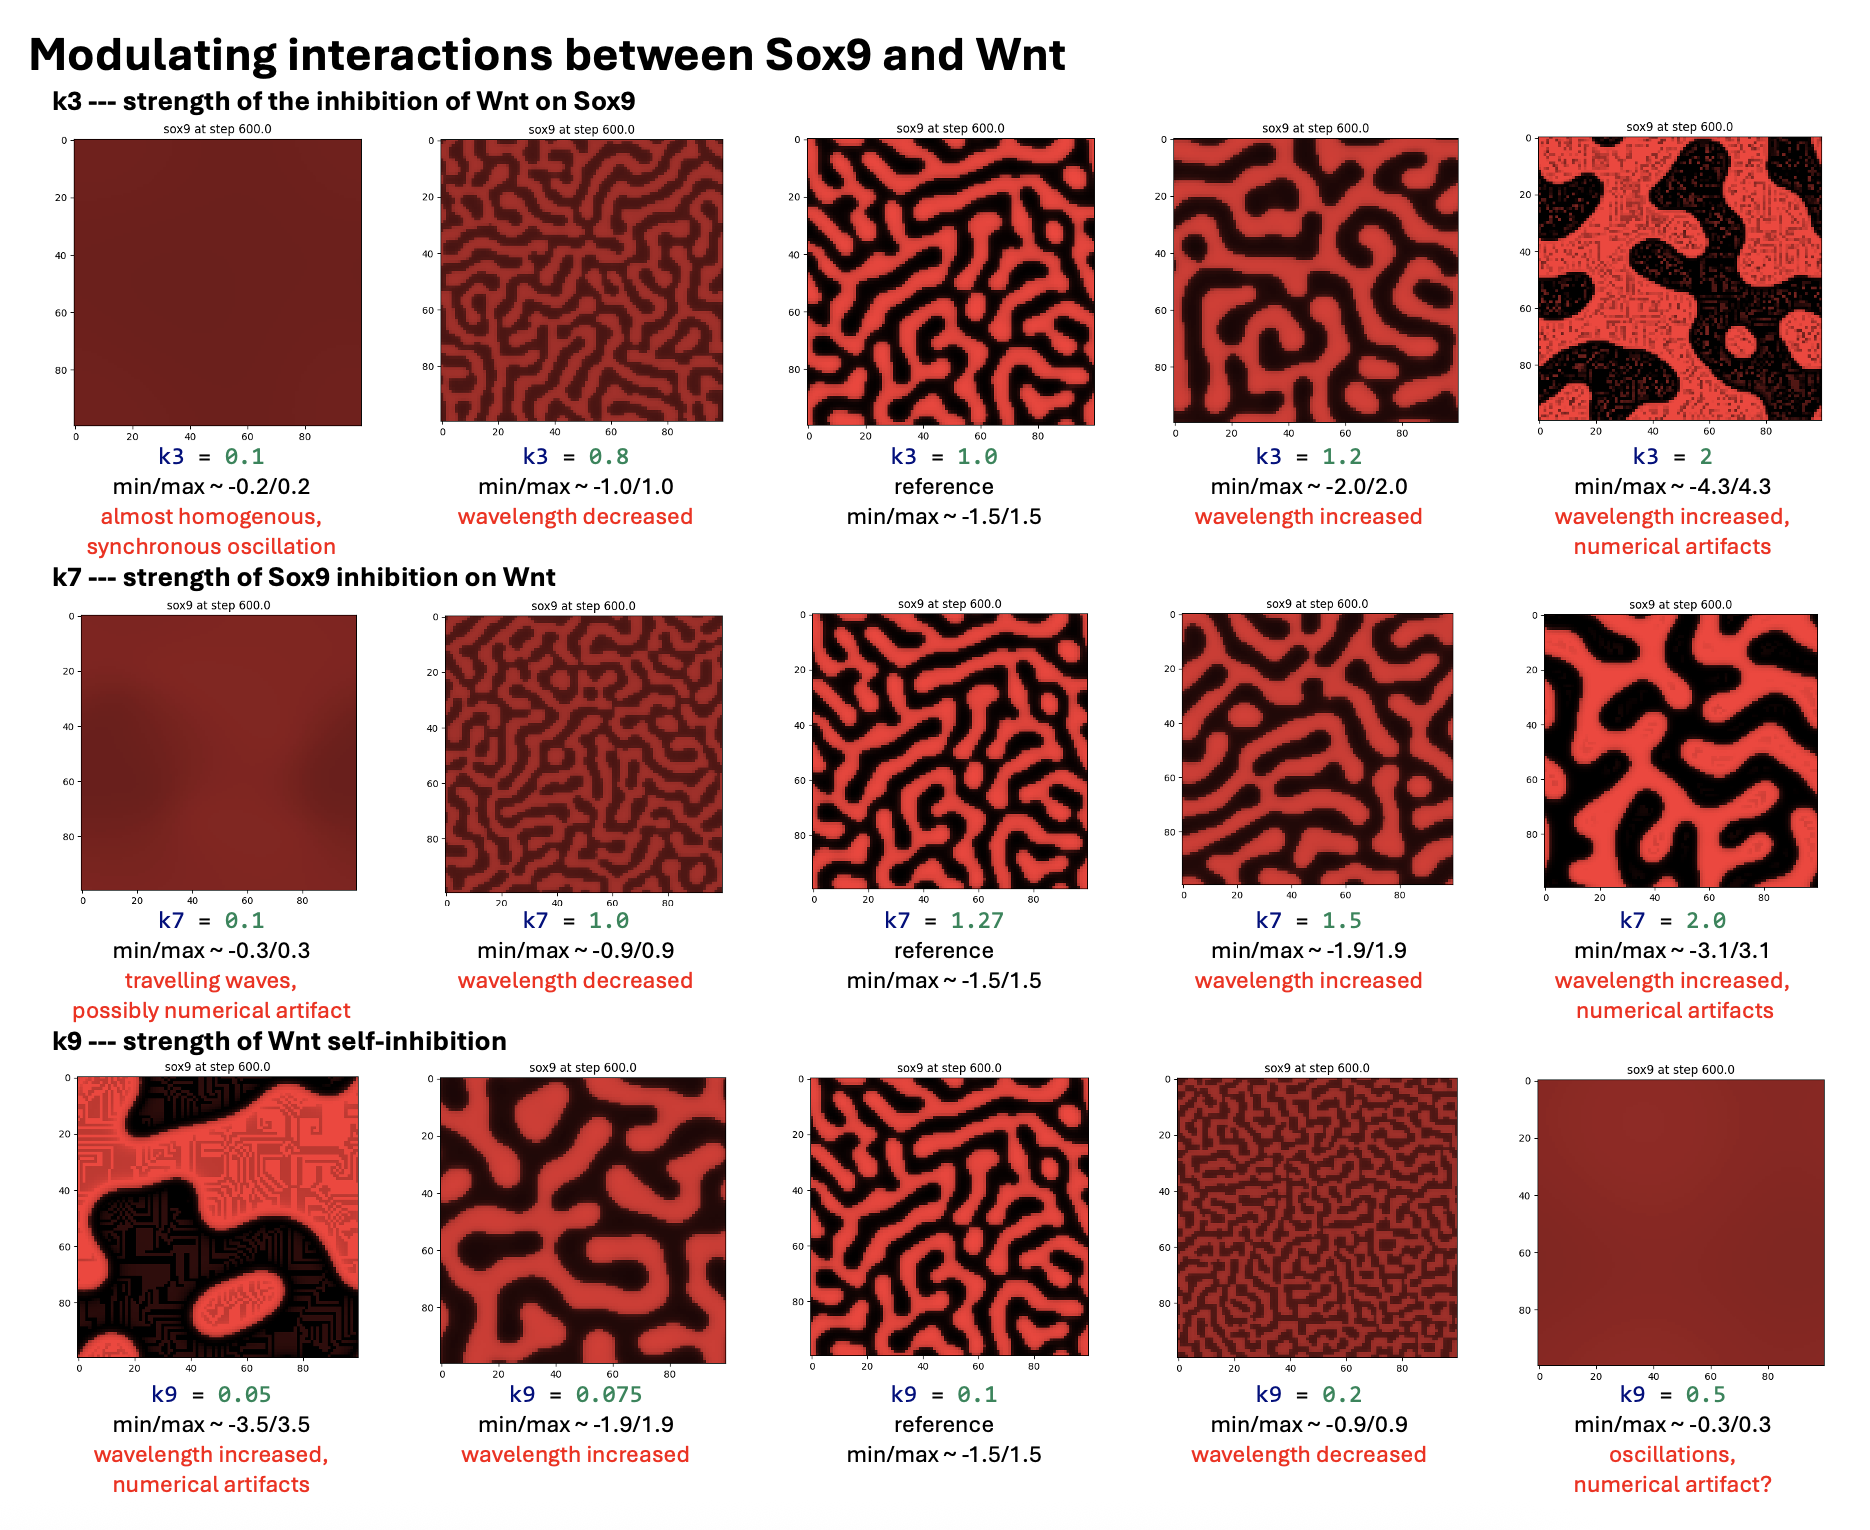 Modulating interactions between Sox9 and Wnt
k3 --- strength of the inhibition of Wnt on Sox9
sox9 at step 600.0
0
20
40
60
80
0 20 40 60 80
k3 = 0.1
min/max ~ -0.2/0.2
almost homogenous,
synchronous oscillation
sox9 at step 600.0
0
20
40
60
80
0 20 40 60 80
k3 = 0.8
min/max ~ -1.0/1.0
wavelength decreased
sox9 at step 600.0
0
20
40
60
80
0 20 40 60 80
k3 = 1.0
reference
min/max ~ -1.5/1.5
sox9 at step 600.0
0
20
40
60
80
0 20 40 60 80
k3 = 1.2
min/max ~ -2.0/2.0
wavelength increased
sox9 at step 600.0
0
20
40
60
80
0 20 40 60 80
k3 = 2
min/max ~ -4.3/4.3
wavelength increased,
numerical artifacts
k7 --- strength of Sox9 inhibition on Wnt
sox9 at step 600.0
0
20
40
60
80
0 20 40 60 80
k7 = 0.1
min/max ~ -0.3/0.3
travelling waves,
possibly numerical artifact
sox9 at step 600.0
0
20
40
60
80
0 20 40 60 80
k7 = 1.0
min/max ~ -0.9/0.9
wavelength decreased
sox9 at step 600.0
0
20
40
60
80
0 20 40 60 80
k7 = 1.27
reference
min/max ~ -1.5/1.5
sox9 at step 600.0
0
20
40
60
80
0 20 40 60 80
k7 = 1.5
min/max ~ -1.9/1.9
wavelength increased
sox9 at step 600.0
0
20
40
60
80
0 20 40 60 80
k7 = 2.0
min/max ~ -3.1/3.1
wavelength increased,
numerical artifacts
k9 --- strength of Wnt self-inhibition
sox9 at step 600.0
0
20
40
60
80
0 20 40 60 80
k9 = 0.05
min/max ~ -3.5/3.5
wavelength increased,
numerical artifacts
sox9 at step 600.0
0
20
40
60
80
0 20 40 60 80
k9 = 0.075
min/max ~ -1.9/1.9
wavelength increased
sox9 at step 600.0
0
20
40
60
80
0 20 40 60 80
k9 = 0.1
reference
min/max ~ -1.5/1.5
sox9 at step 600.0
0
20
40
60
80
0 20 40 60 80
k9 = 0.2
min/max ~ -0.9/0.9
wavelength decreased
sox9 at step 600.0
0
20
40
60
80
0 20 40 60 80
k9 = 0.5
min/max ~ -0.3/0.3
oscillations,
numerical artifact?